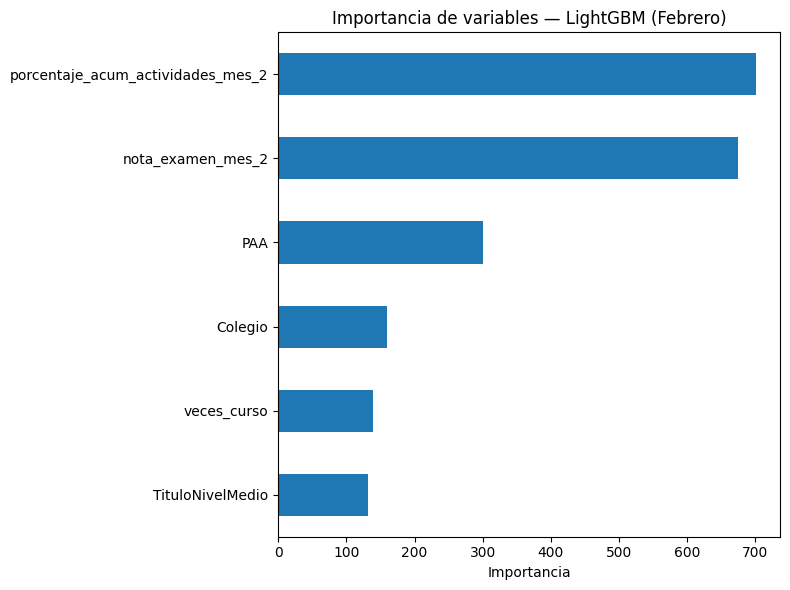 Importancia de variables — LightGBM (Febrero)
porcentaje_acum_actividades_mes_2
nota_examen_mes_2
PAA
Colegio
veces_curso
TituloNivelMedio
0 100 200 300 400 500 600 700
Importancia